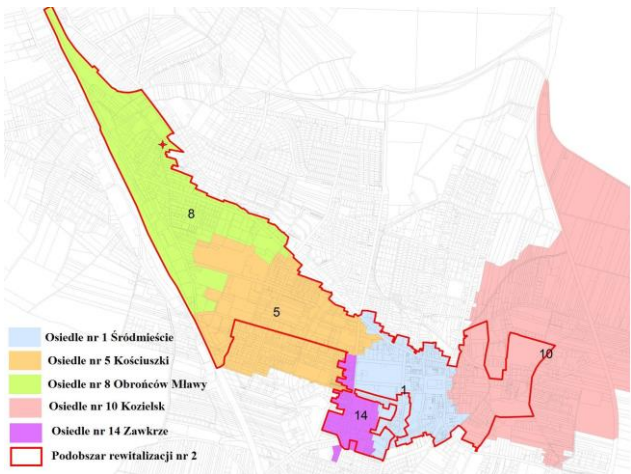 8
5
10
1
14
Osiedle nr 1 Śródmieście
Osiedle nr 5 Kościuszki
Osiedle nr 8 Obrońców Mławy
Osiedle nr 10 Kozielsk
Osiedle nr 14 Zawkrze
Podobszar rewitalizacji nr 2